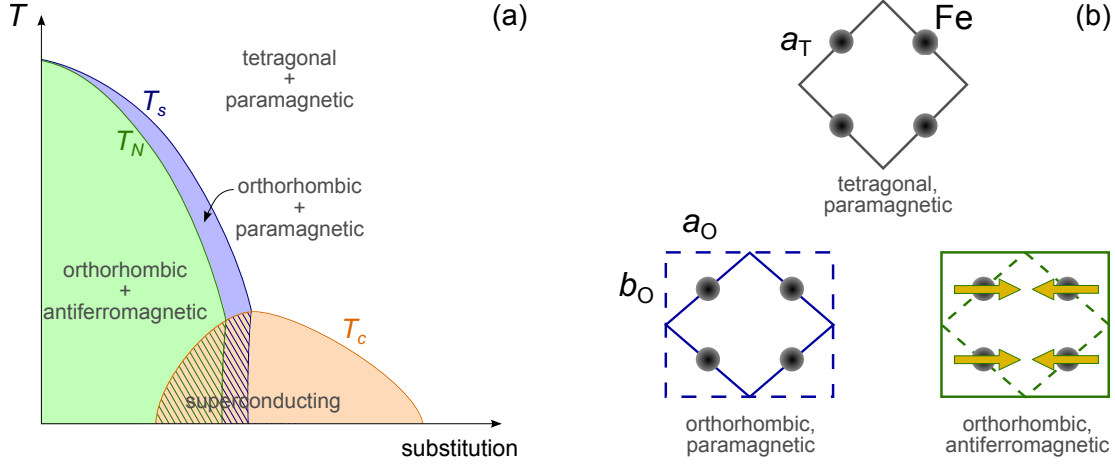 T
(a)
tetragonal
+
paramagnetic
T_s
T_N
orthorhombic
+
paramagnetic
orthorhombic
+
antiferromagnetic
T_c
superconducting
substitution
(b)
Fe
a_T
tetragonal,
paramagnetic
a_O
b_O
orthorhombic,
paramagnetic
orthorhombic,
antiferromagnetic